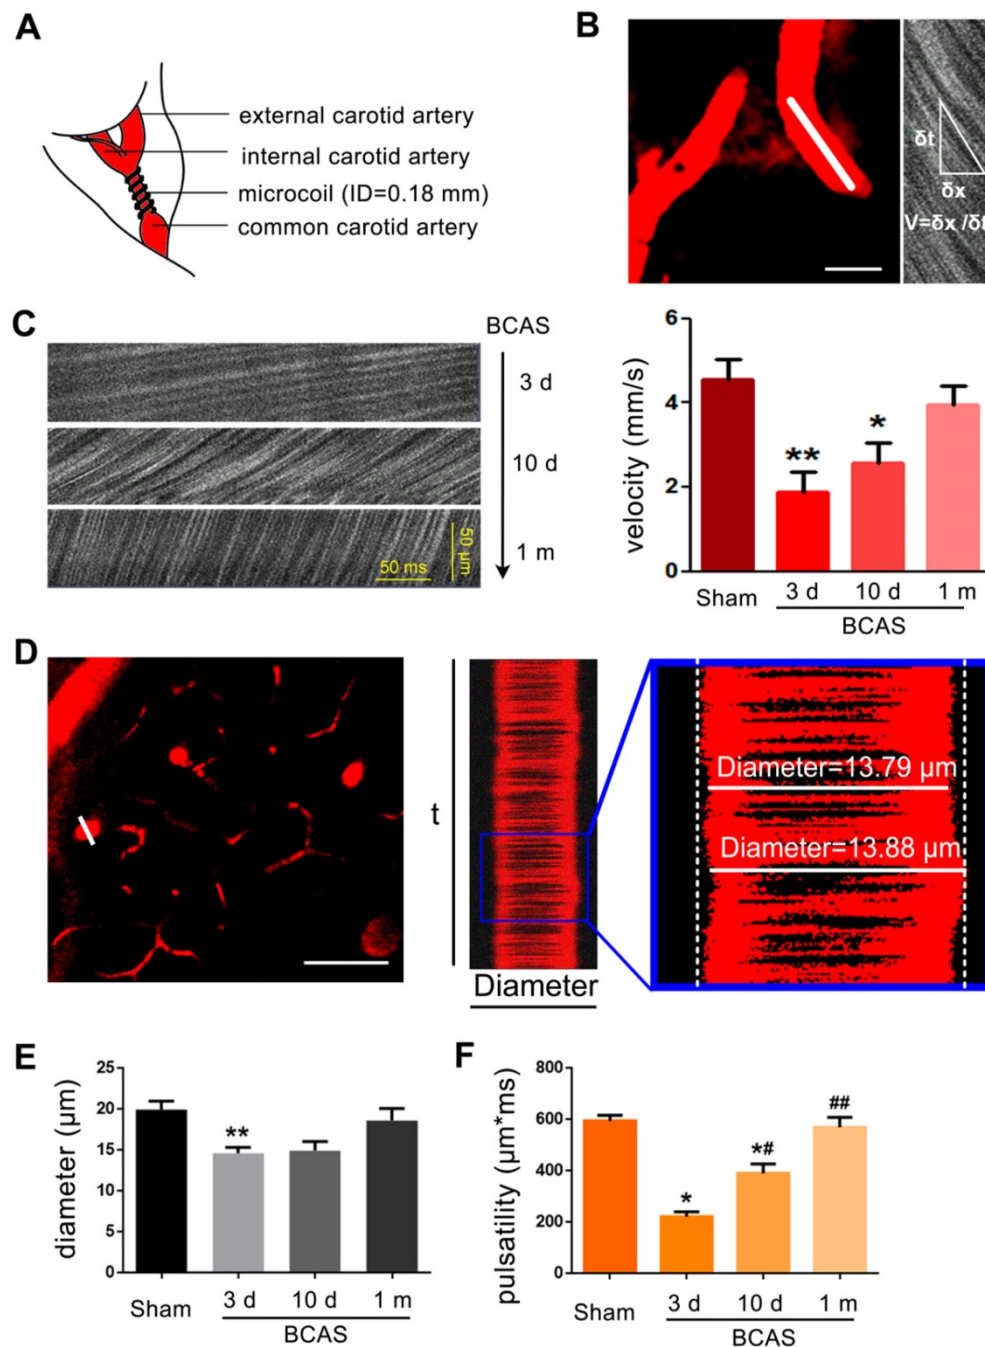 A
external carotid artery
internal carotid artery
microcoil (ID=0.18 mm)
common carotid artery
B
δt
δx
V=δx /δt
C
BCAS
3 d
10 d
1 m
50 ms
50 µm
velocity (mm/s)
6
4
2
0
**
*
Sham
3 d
10 d
1 m
BCAS
D
t
Diameter
Diameter=13.79 µm
Diameter=13.88 µm
E
diameter (µm)
25
20
15
10
5
0
**
Sham
3 d
10 d
1 m
BCAS
F
pulsatility (µm*ms)
800
600
400
200
0
*
*#
##
Sham
3 d
10 d
1 m
BCAS